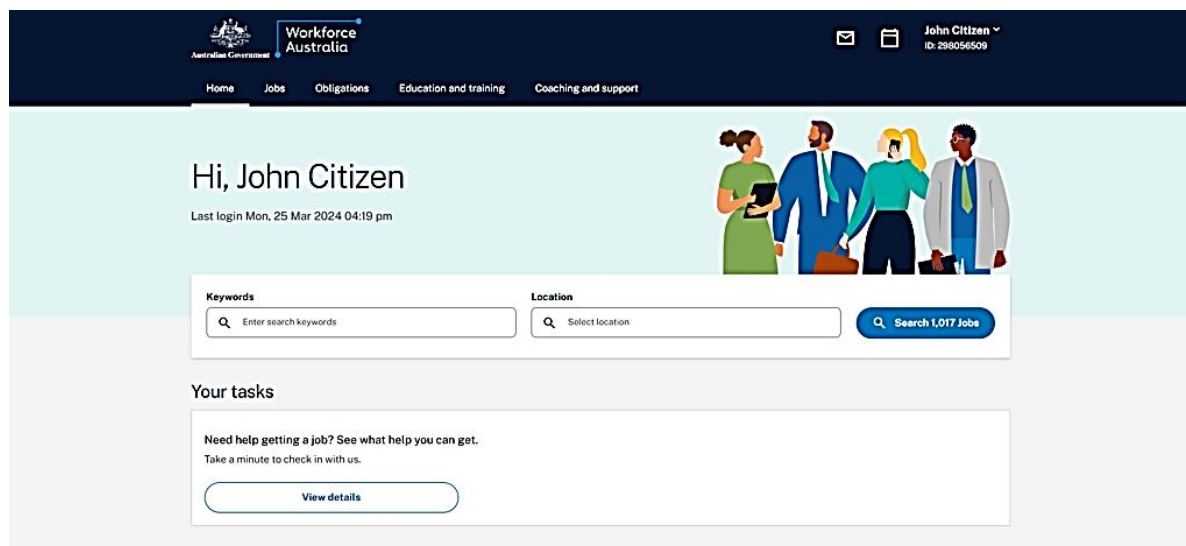 Workforce
Australia
Australian Government
John Citizen
ID: 298056509
Home Jobs Obligations Education and training Coaching and support
Hi, John Citizen
Last login Mon, 25 Mar 2024 04:19 pm
Keywords Location
Enter search keywords Select location Search 1,017 Jobs
Your tasks
Need help getting a job? See what help you can get.
Take a minute to check in with us.
View details